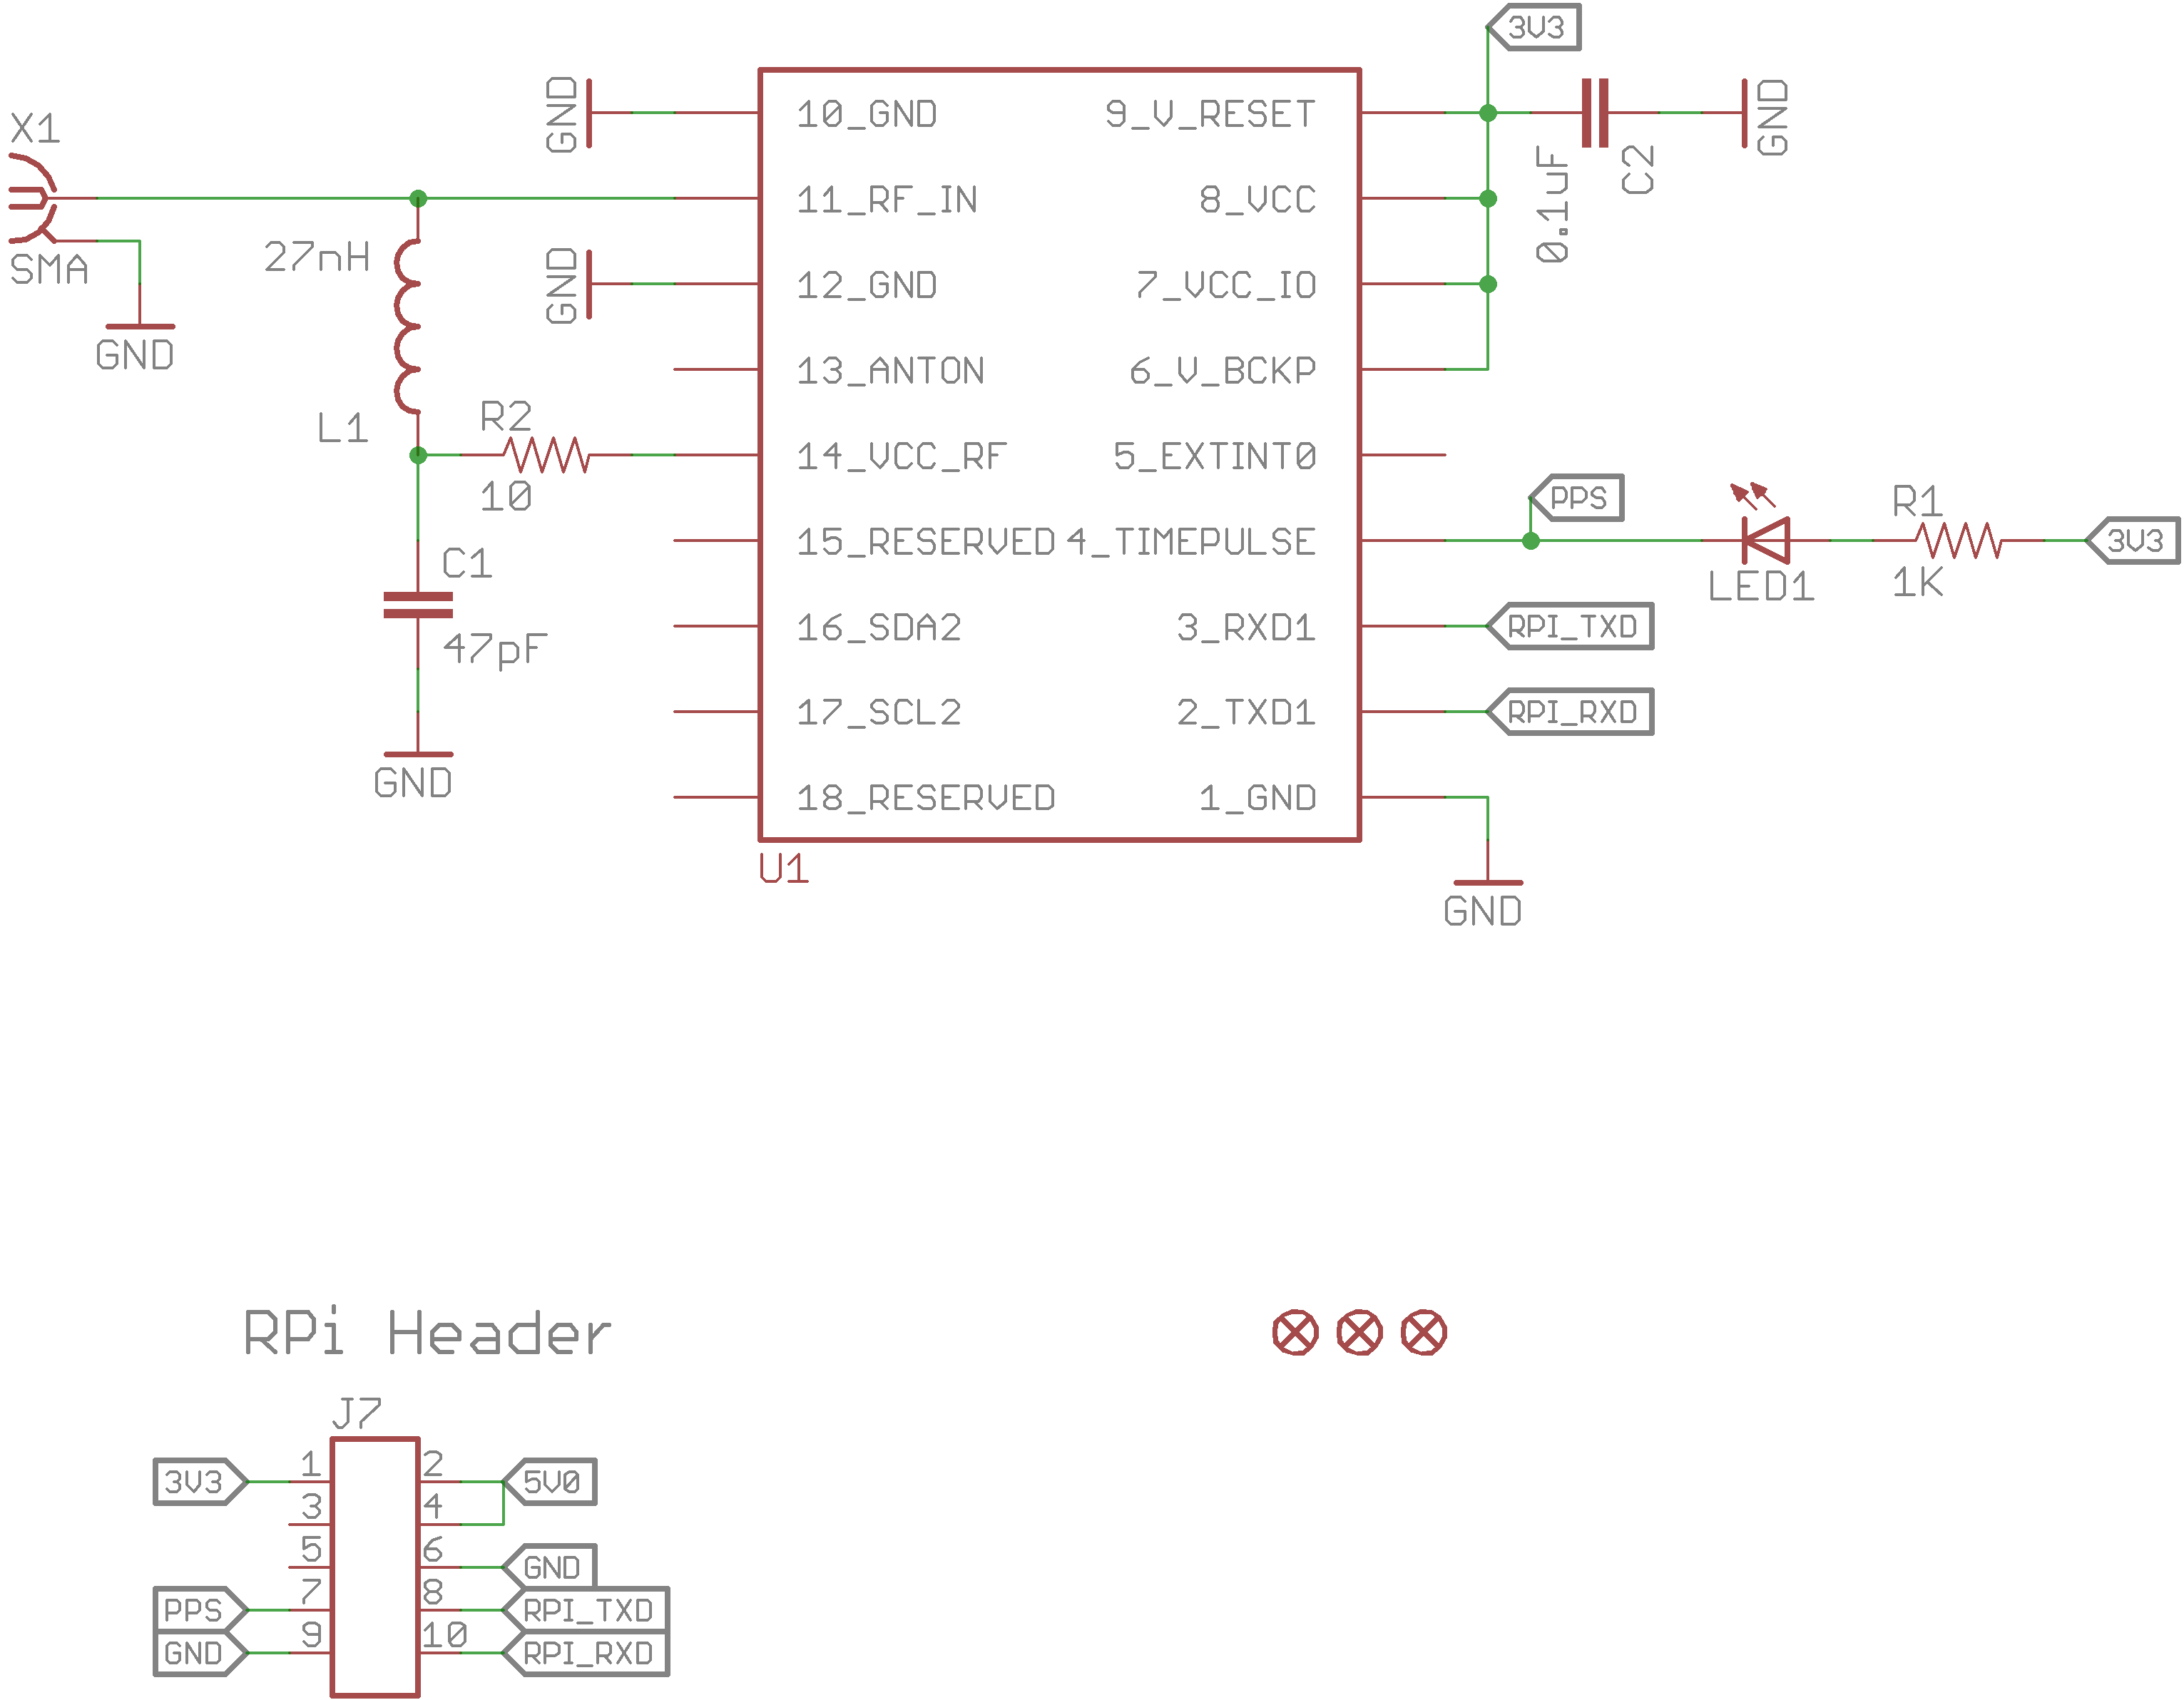 3V3
X1
SMA
GND
27nH
L1
R2
10
C1
47pF
GND
GND
GND
10_GND
11_RF_IN
12_GND
13_ANTON
14_VCC_RF
15_RESERVED
16_SDA2
17_SCL2
18_RESERVED
9_V_RESET
8_VCC
7_VCC_IO
6_V_BCKP
5_EXTINT0
4_TIMEPULSE
3_RXD1
2_TXD1
1_GND
U1
0.1uF
C2
GND
PPS
LED1
R1
1K
3V3
RPI_TXD
RPI_RXD
GND
RPi Header
J7
3V3
1
2
5V0
3
4
5
6
GND
PPS
7
8
RPI_TXD
GND
9
10
RPI_RXD